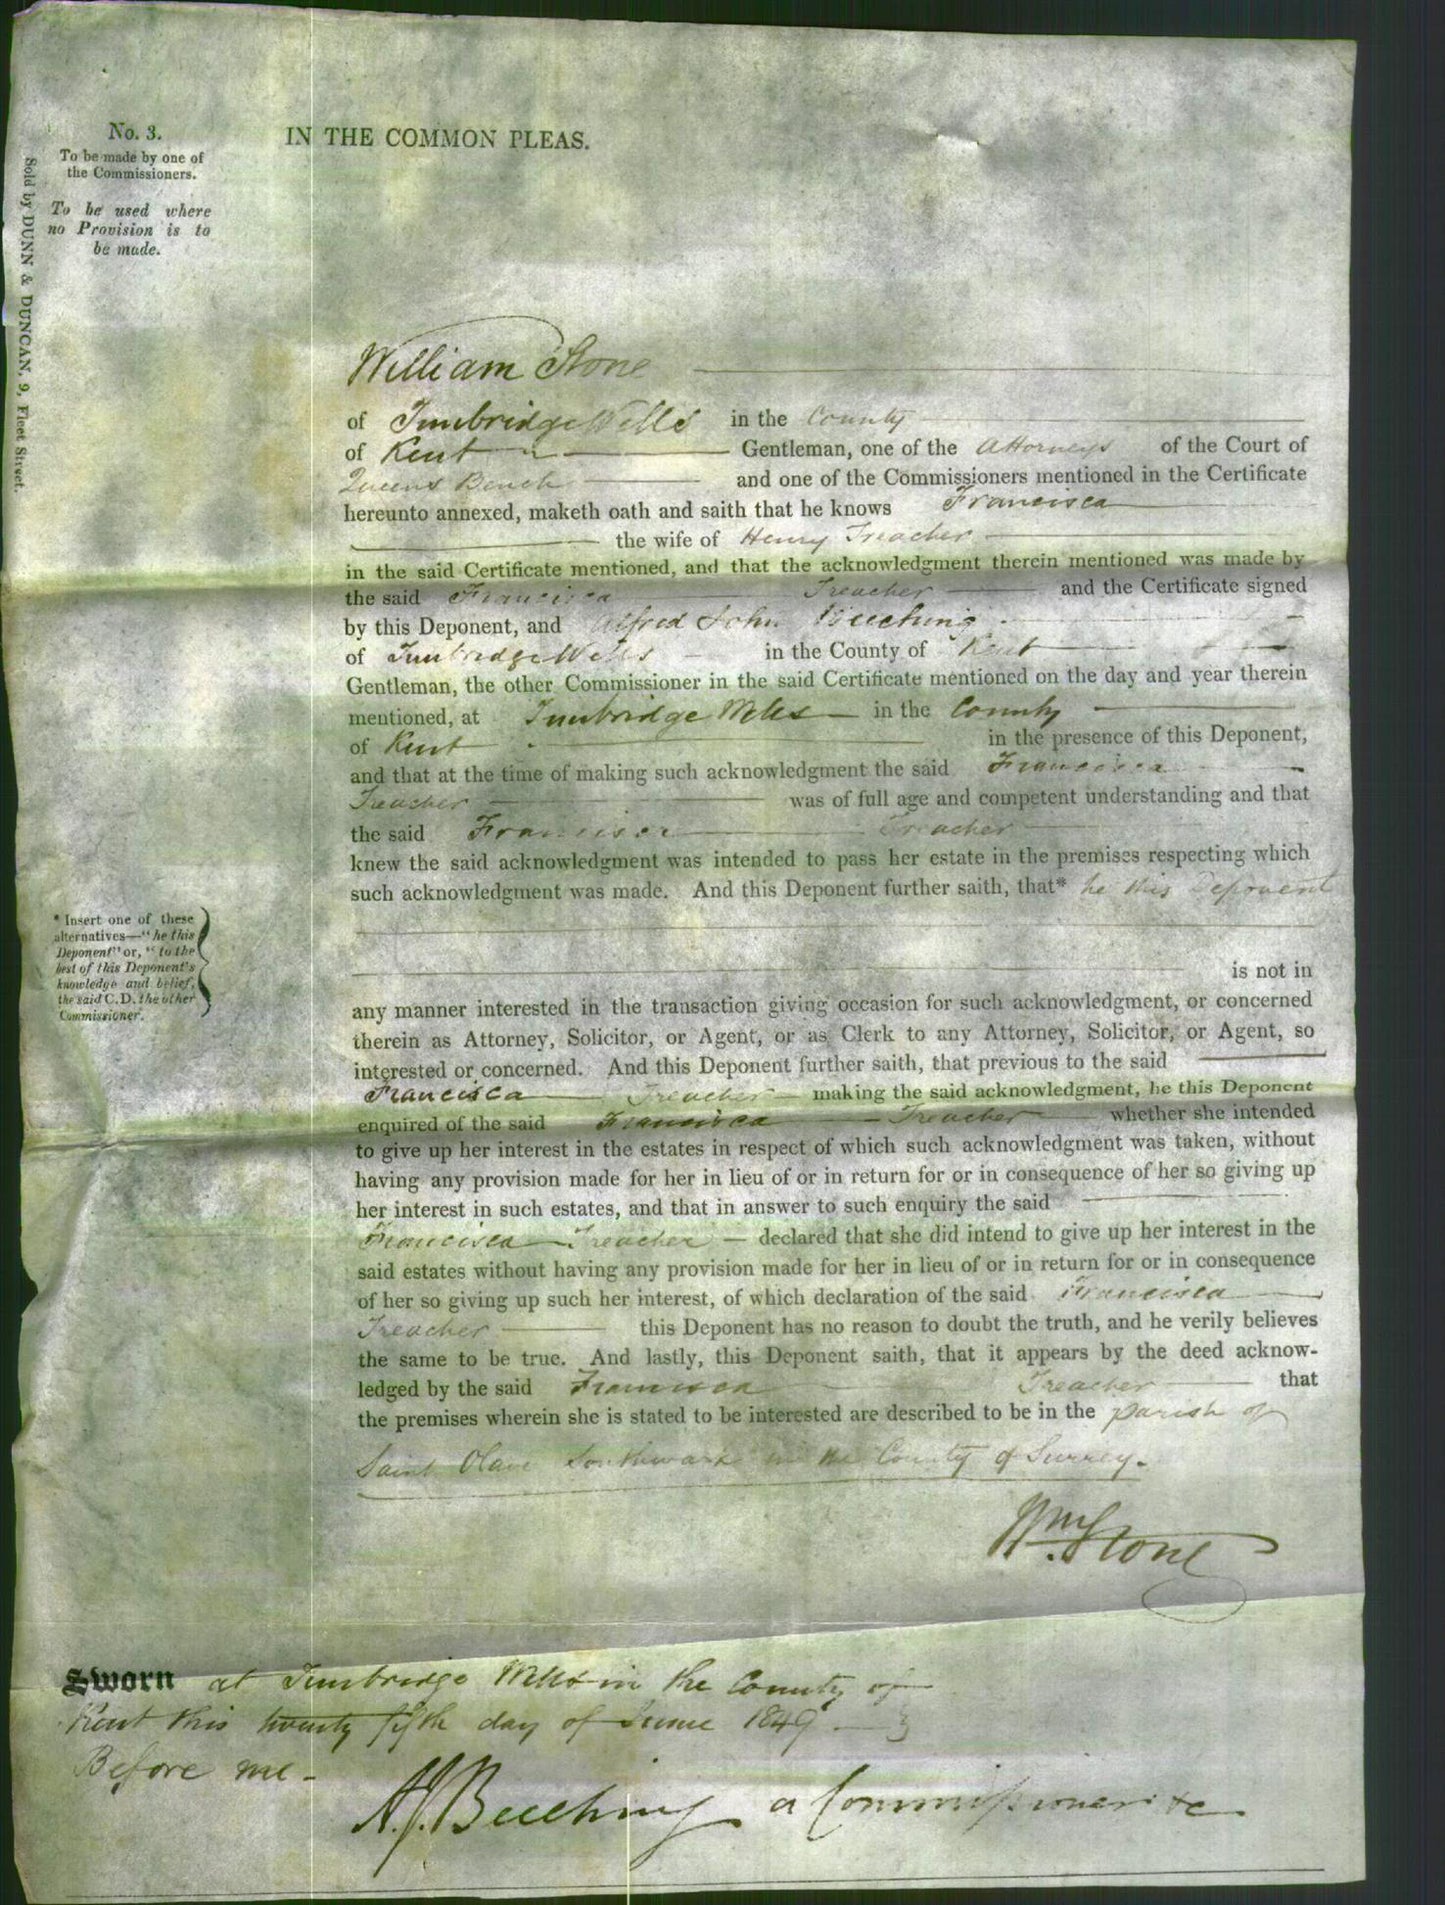 No. 3.
To be made by one of
the Commissioners.
To be used where
no Provision is to
be made.
Sold by DUNN & DUNCAN, 9, Fleet Street.
IN THE COMMON PLEAS.
William Stone
of Tunbridge Wells in the County
of Kent Gentleman, one of the Attorneys of the Court of
Queens Bench and one of the Commissioners mentioned in the Certificate
hereunto annexed, maketh oath and saith that he knows Francisca
the wife of Henry Treacher
in the said Certificate mentioned, and that the acknowledgment therein mentioned was made by
the said Francisca Treacher and the Certificate signed
by this Deponent, and Alfred John Beeching
of Tunbridge Wells in the County of Kent
Gentleman, the other Commissioner in the said Certificate mentioned on the day and year therein
mentioned, at Tunbridge Wells in the County
of Kent in the presence of this Deponent,
and that at the time of making such acknowledgment the said Francisca
Treacher was of full age and competent understanding and that
the said Francisca Treacher
knew the said acknowledgment was intended to pass her estate in the premises respecting which
such acknowledgment was made. And this Deponent further saith, that* he this Deponent
* Insert one of these
alternatives—"he this
Deponent" or, "to the
best of this Deponent's
knowledge and belief,
the said C.D. the other
Commissioner.
is not in
any manner interested in the transaction giving occasion for such acknowledgment, or concerned
therein as Attorney, Solicitor, or Agent, or as Clerk to any Attorney, Solicitor, or Agent, so
interested or concerned. And this Deponent further saith, that previous to the said
Francisca Treacher making the said acknowledgment, he this Deponent
enquired of the said Francisca Treacher whether she intended
to give up her interest in the estates in respect of which such acknowledgment was taken, without
having any provision made for her in lieu of or in return for or in consequence of her so giving up
her interest in such estates, and that in answer to such enquiry the said
Francisca Treacher declared that she did intend to give up her interest in the
said estates without having any provision made for her in lieu of or in return for or in consequence
of her so giving up such her interest, of which declaration of the said Francisca
Treacher this Deponent has no reason to doubt the truth, and he verily believes
the same to be true. And lastly, this Deponent saith, that it appears by the deed acknow-
ledged by the said Francisca Treacher that
the premises wherein she is stated to be interested are described to be in the parish of
Saint Olave Southwark in the County of Surrey.
Wm. Stone
Sworn at Tunbridge Wells in the County of
Kent this twenty fifth day of June 1849
Before me -
A.J. Beeching a Commissioner &c